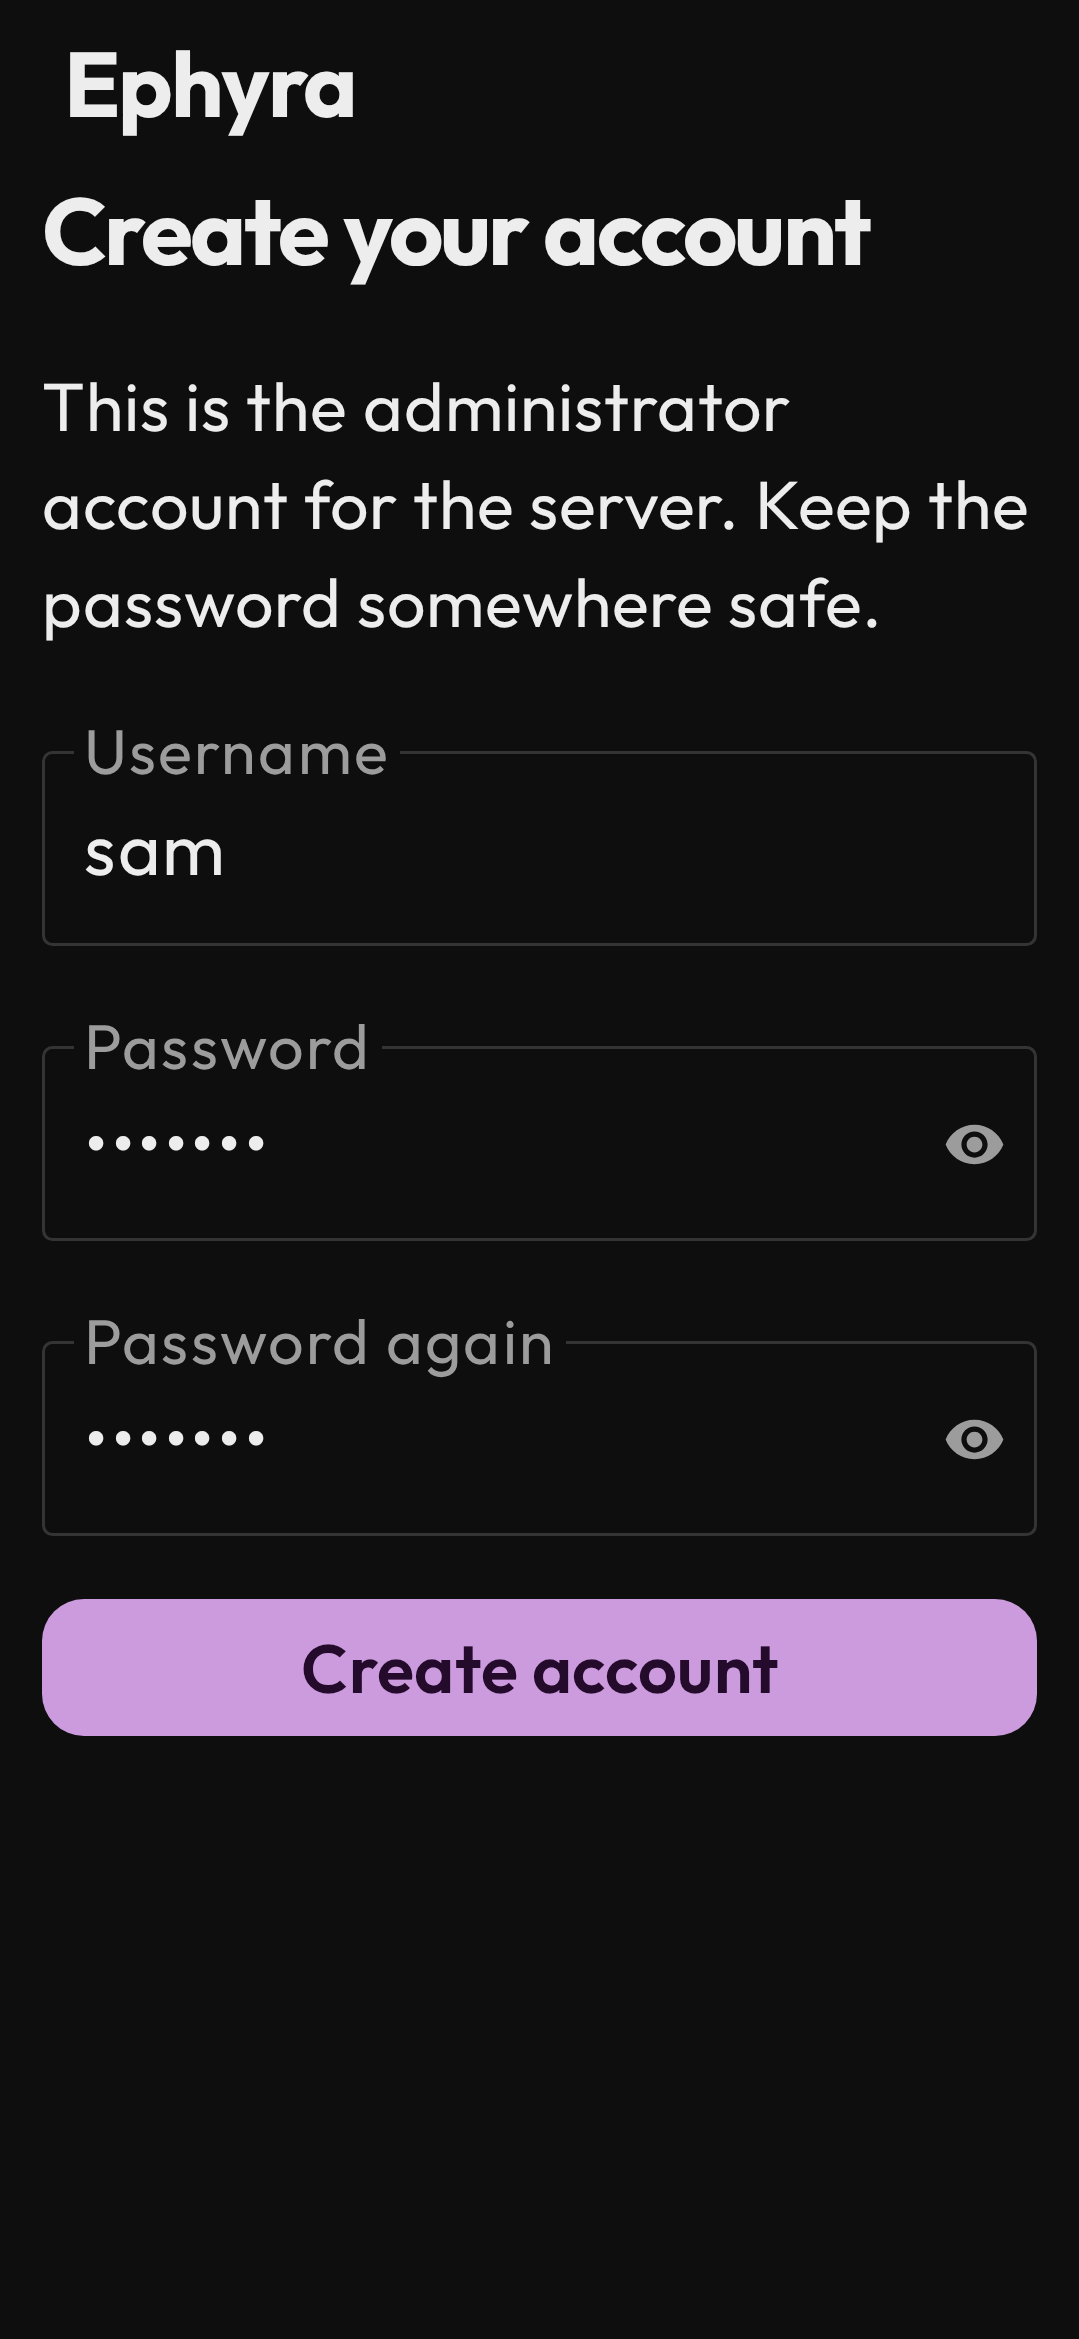 Ephyra
Create your account
This is the administrator
account for the server. Keep the
password somewhere safe.
Username
sam
Password
•••••••
Password again
•••••••
Create account